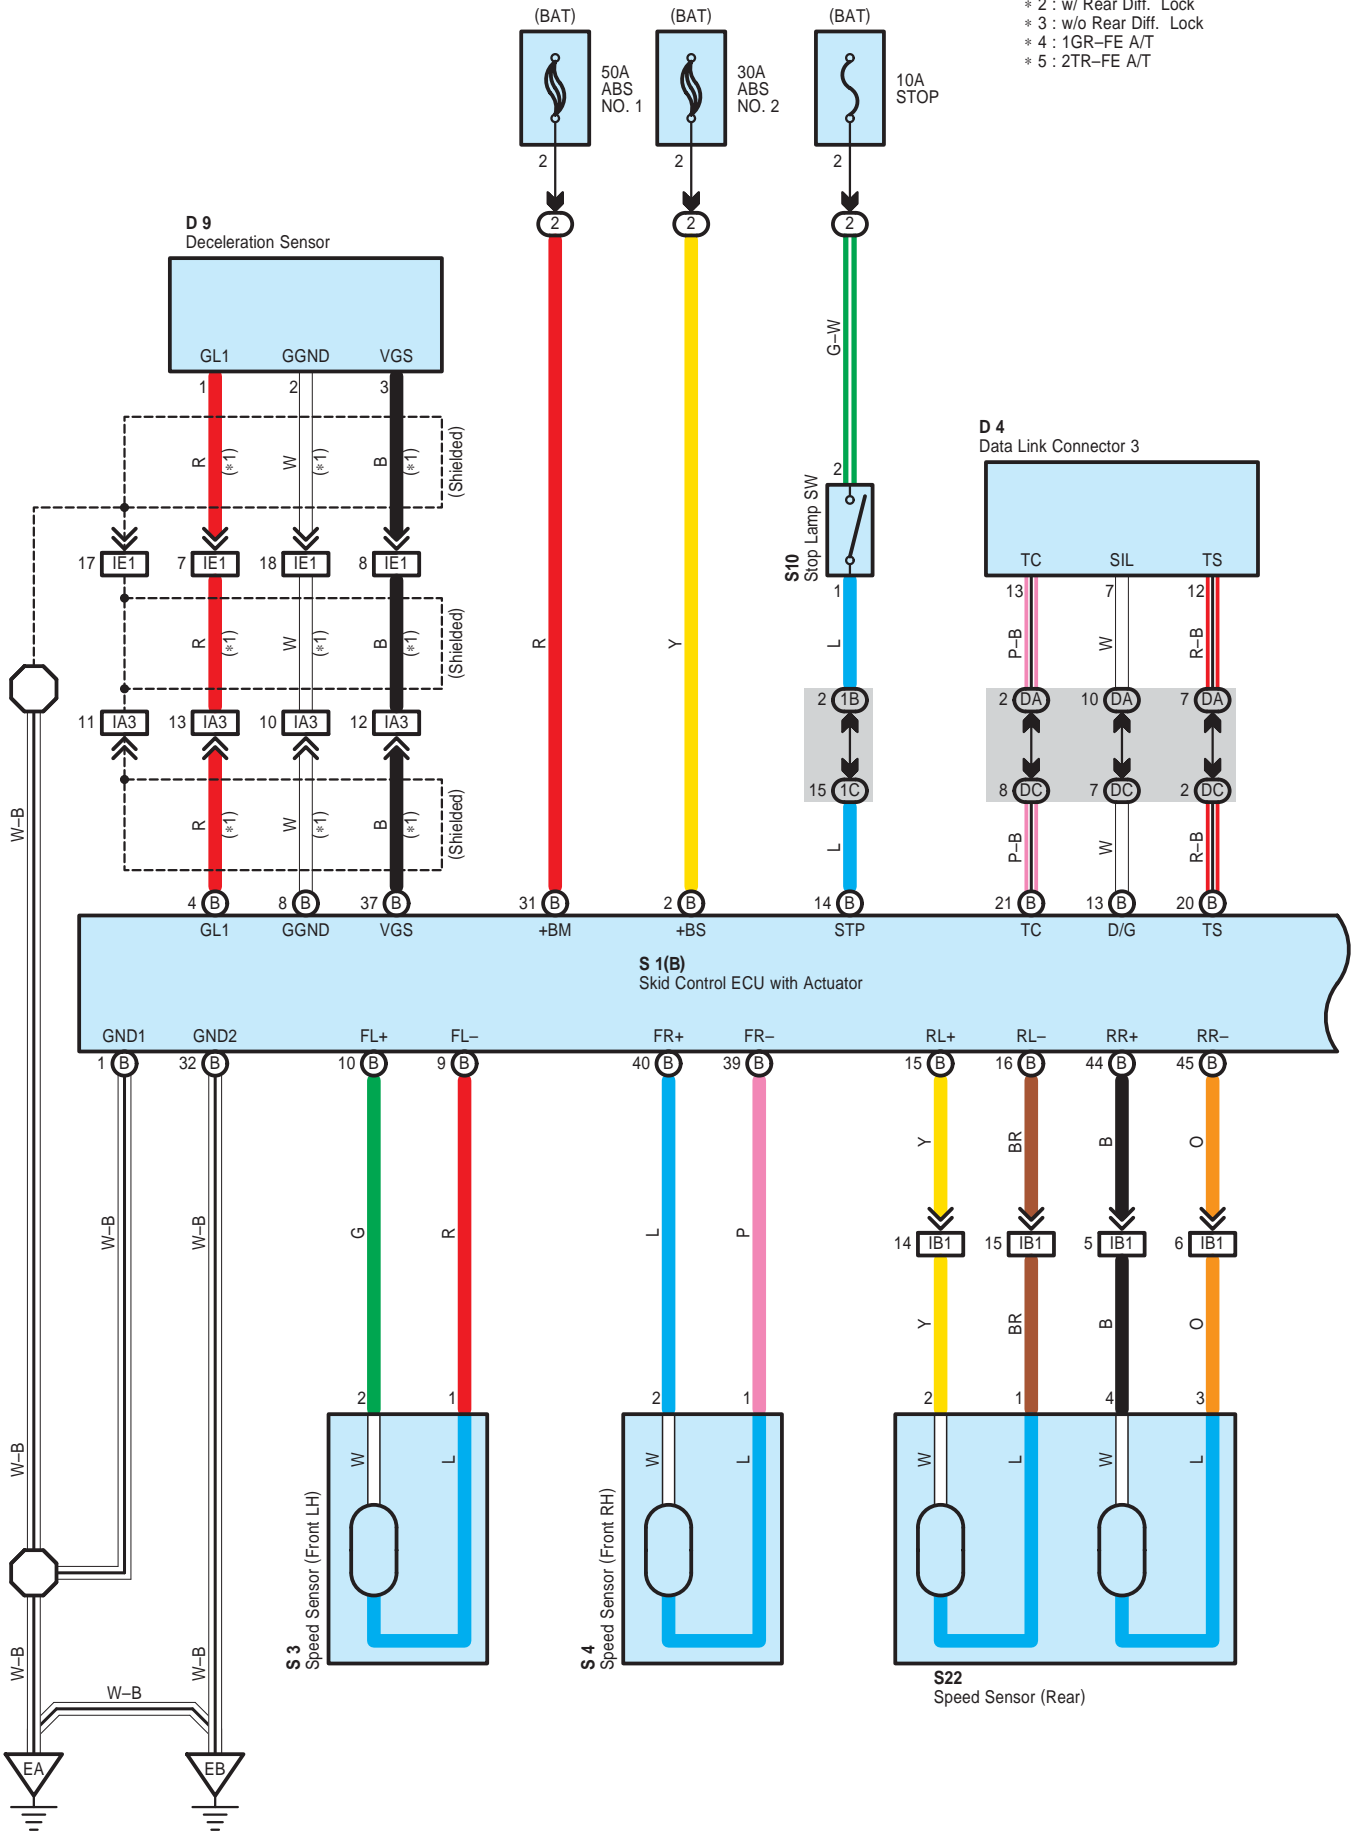 ∗ 2 : w/ Rear Diff. Lock
∗ 3 : w/o Rear Diff. Lock
∗ 4 : 1GR–FE A/T
∗ 5 : 2TR–FE A/T
(BAT) (BAT) (BAT)
50A
ABS
NO. 1
30A
ABS
NO. 2
10A
STOP
2 2 2
2 2 2
D 9
Deceleration Sensor
GL1 GGND VGS
1 2 3
G–W
R (∗1) W (∗1) B (∗1) (Shielded)
D 4
Data Link Connector 3
2
S10
Stop Lamp SW
1
TC SIL TS
13 7 12
17 IE1 7 IE1 18 IE1 8 IE1
R (∗1) W (∗1) B (∗1) (Shielded)
R Y L P–B W R–B
2 1B 2 DA 10 DA 7 DA
11 IA3 13 IA3 10 IA3 12 IA3
15 1C 8 DC 7 DC 2 DC
W–B R (∗1) W (∗1) B (∗1) (Shielded)
L P–B W R–B
4 B 8 B 37 B 31 B 2 B 14 B 21 B 13 B 20 B
GL1 GGND VGS +BM +BS STP TC D/G TS
S 1(B)
Skid Control ECU with Actuator
GND1 GND2 FL+ FL– FR+ FR– RL+ RL– RR+ RR–
1 B 32 B 10 B 9 B 40 B 39 B 15 B 16 B 44 B 45 B
Y BR B O
W–B W–B G R L P
14 IB1 15 IB1 5 IB1 6 IB1
Y BR B O
2 1 2 1 2 1 4 3
W–B W L W L W L W L
S 3
Speed Sensor (Front LH)
S 4
Speed Sensor (Front RH)
W–B W–B
S22
Speed Sensor (Rear)
W–B
EA EB